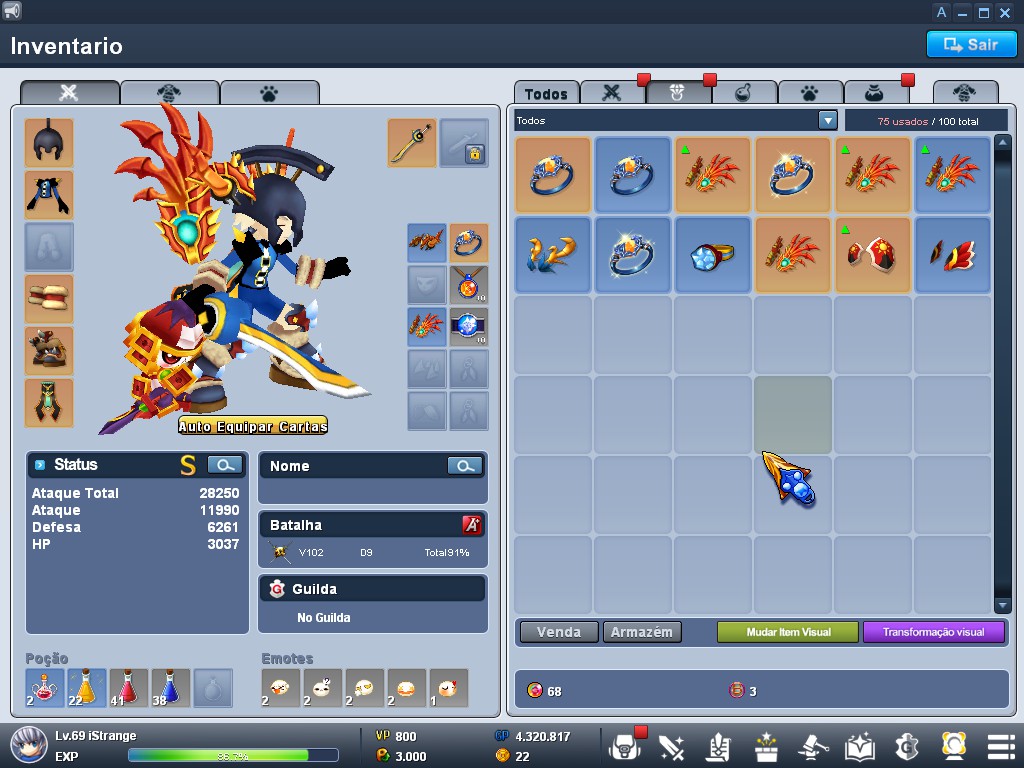 A
Inventario
Sair
Todos
Todos
75 usados / 100 total
10
10
Auto Equipar Cartas
Status S
Ataque Total 28250
Ataque 11990
Defesa 6261
HP 3037
Nome
Batalha A
V102 D9 Total91%
G Guilda
No Guilda
Venda Armazém Mudar Item Visual Transformação visual
Poção
2 22 41 38
Emotes
2 2 2 2 1
68 3
Lv.69 iStrange
EXP
VP 800
3.000
GP 4.320.817
22